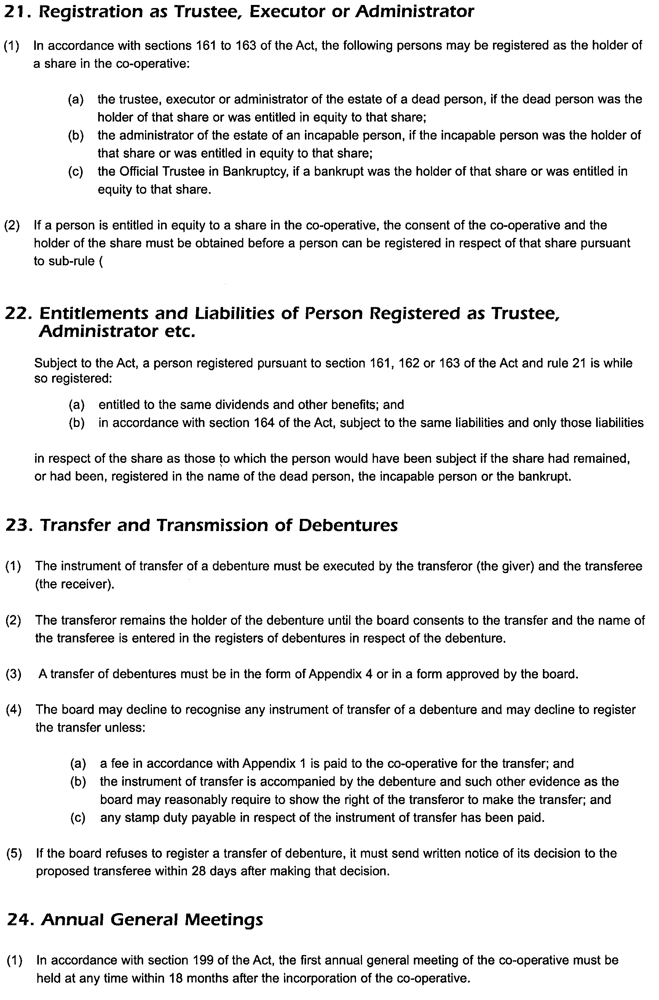 21. Registration as Trustee, Executor or Administrator
(1) In accordance with sections 161 to 163 of the Act, the following persons may be registered as the holder of
a share in the co-operative:
(a) the trustee, executor or administrator of the estate of a dead person, if the dead person was the
holder of that share or was entitled in equity to that share;
(b) the administrator of the estate of an incapable person, if the incapable person was the holder of
that share or was entitled in equity to that share;
(c) the Official Trustee in Bankruptcy, if a bankrupt was the holder of that share or was entitled in
equity to that share.
(2) If a person is entitled in equity to a share in the co-operative, the consent of the co-operative and the
holder of the share must be obtained before a person can be registered in respect of that share pursuant
to sub-rule (
22. Entitlements and Liabilities of Person Registered as Trustee,
Administrator etc.
Subject to the Act, a person registered pursuant to section 161, 162 or 163 of the Act and rule 21 is while
so registered:
(a) entitled to the same dividends and other benefits; and
(b) in accordance with section 164 of the Act, subject to the same liabilities and only those liabilities
in respect of the share as those to which the person would have been subject if the share had remained,
or had been, registered in the name of the dead person, the incapable person or the bankrupt.
23. Transfer and Transmission of Debentures
(1) The instrument of transfer of a debenture must be executed by the transferor (the giver) and the transferee
(the receiver).
(2) The transferor remains the holder of the debenture until the board consents to the transfer and the name of
the transferee is entered in the registers of debentures in respect of the debenture.
(3) A transfer of debentures must be in the form of Appendix 4 or in a form approved by the board.
(4) The board may decline to recognise any instrument of transfer of a debenture and may decline to register
the transfer unless:
(a) a fee in accordance with Appendix 1 is paid to the co-operative for the transfer; and
(b) the instrument of transfer is accompanied by the debenture and such other evidence as the
board may reasonably require to show the right of the transferor to make the transfer; and
(c) any stamp duty payable in respect of the instrument of transfer has been paid.
(5) If the board refuses to register a transfer of debenture, it must send written notice of its decision to the
proposed transferee within 28 days after making that decision.
24. Annual General Meetings
(1) In accordance with section 199 of the Act, the first annual general meeting of the co-operative must be
held at any time within 18 months after the incorporation of the co-operative.